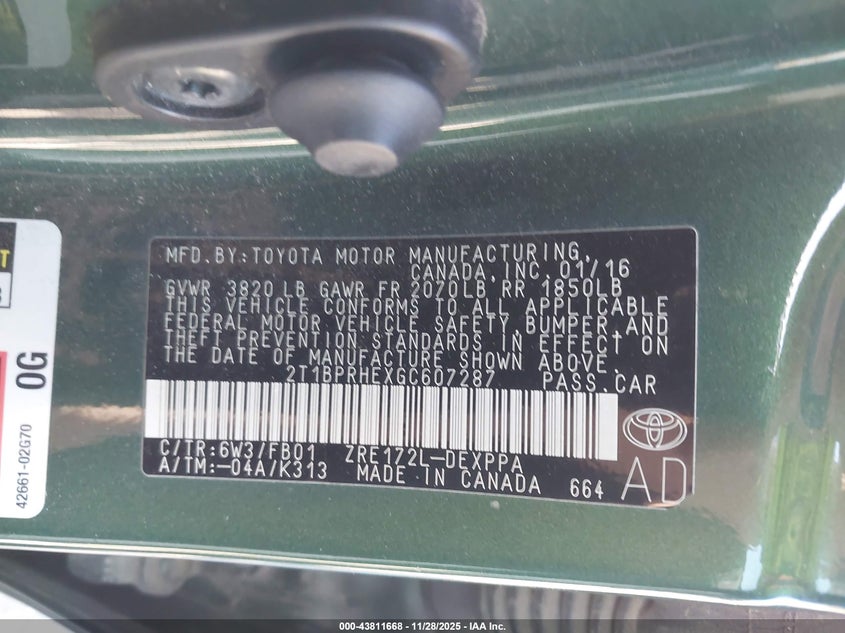 MFD.BY:TOYOTA MOTOR MANUFACTURING,
CANADA, INC. 01/16
GVWR 3820 LB GAWR FR 2070LB RR 1850LB
THIS VEHICLE CONFORMS TO ALL APPLICABLE
FEDERAL MOTOR VEHICLE SAFETY,BUMPER,AND
THEFT PREVENTION STANDARDS IN EFFECT ON
THE DATE OF MANUFACTURE SHOWN ABOVE.
2T1BPRHEXGC607287 PASS.CAR
C/TR:6W3/FB01 ZRE172L-DEXPPA
A/TM:-04A/K313 MADE IN CANADA 664
AD
0G
42661-02G70
000-43811668 | 11/28/2025 - IAA Inc.